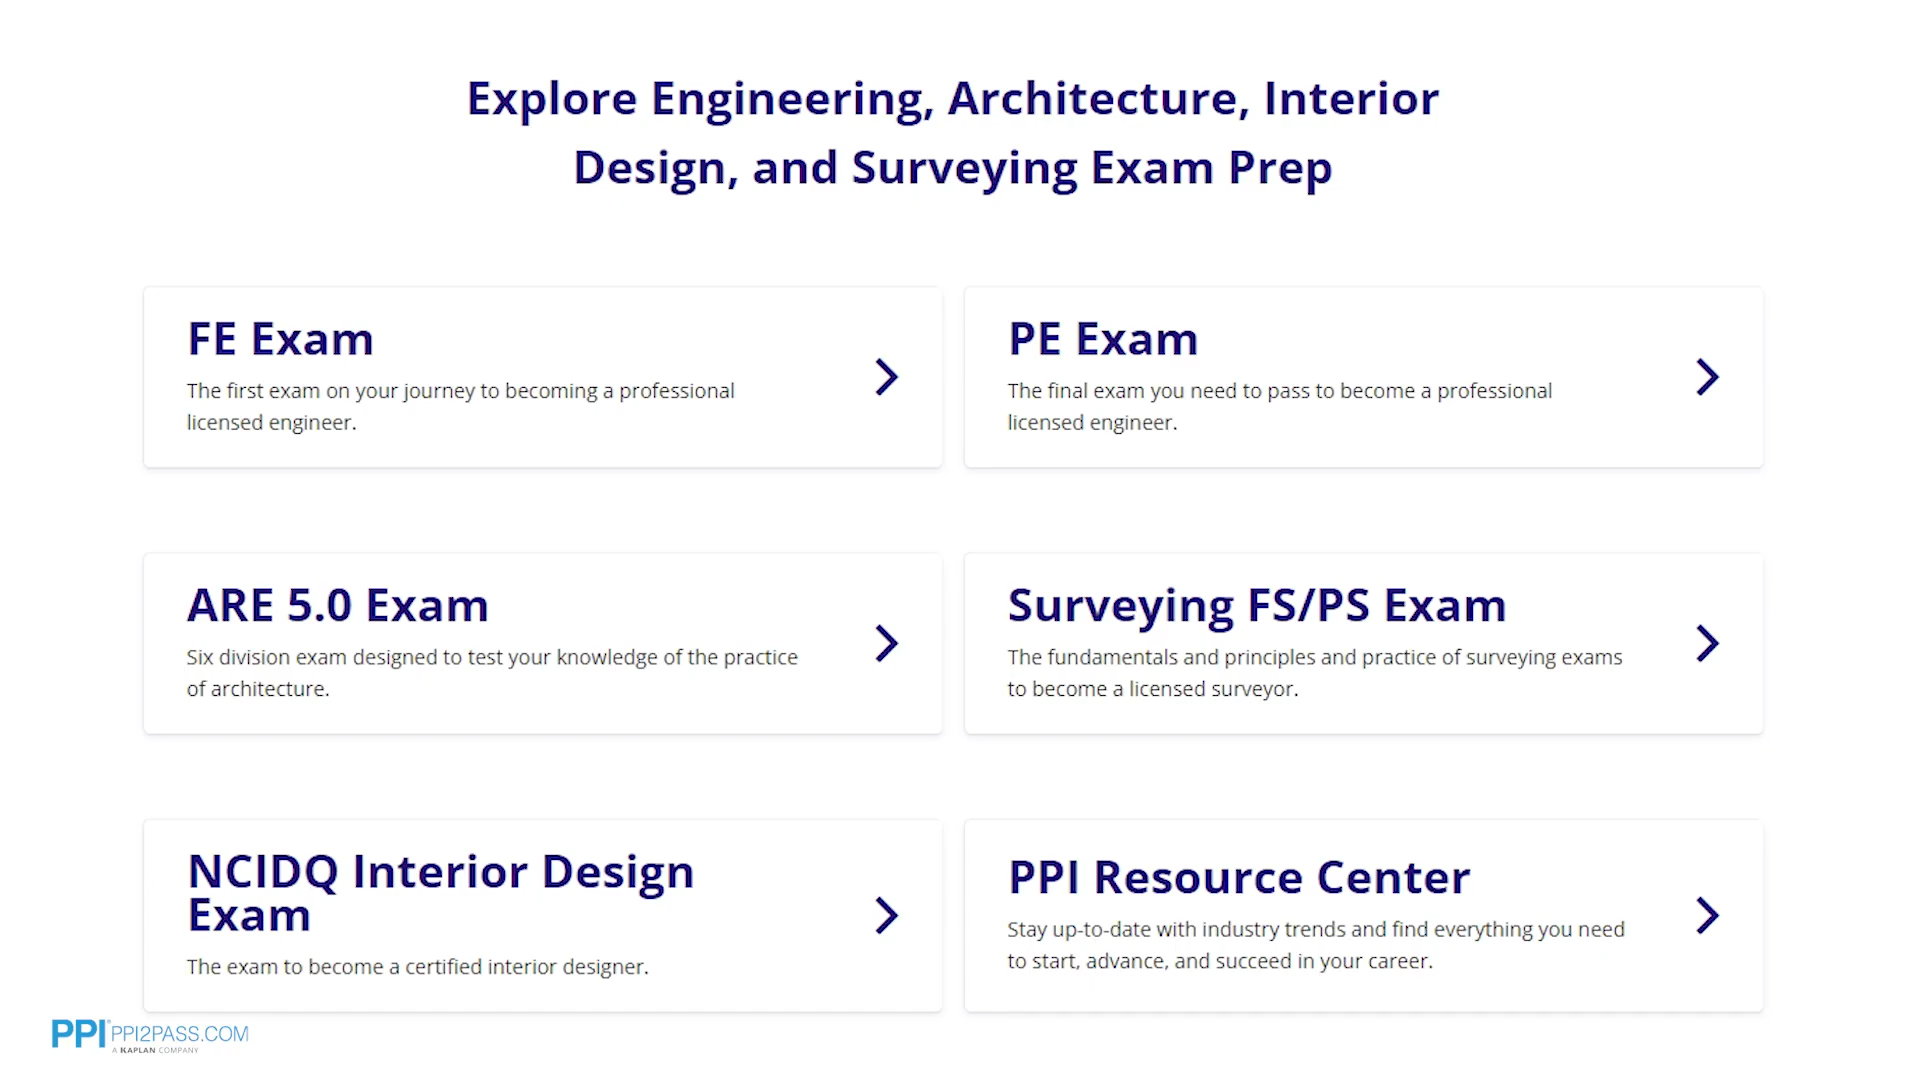 Explore Engineering, Architecture, Interior
Design, and Surveying Exam Prep
FE Exam
The first exam on your journey to becoming a professional
licensed engineer.
PE Exam
The final exam you need to pass to become a professional
licensed engineer.
ARE 5.0 Exam
Six division exam designed to test your knowledge of the practice
of architecture.
Surveying FS/PS Exam
The fundamentals and principles and practice of surveying exams
to become a licensed surveyor.
NCIDQ Interior Design
Exam
The exam to become a certified interior designer.
PPI Resource Center
Stay up-to-date with industry trends and find everything you need
to start, advance, and succeed in your career.
PPI® PPI2PASS.COM
A KAPLAN COMPANY